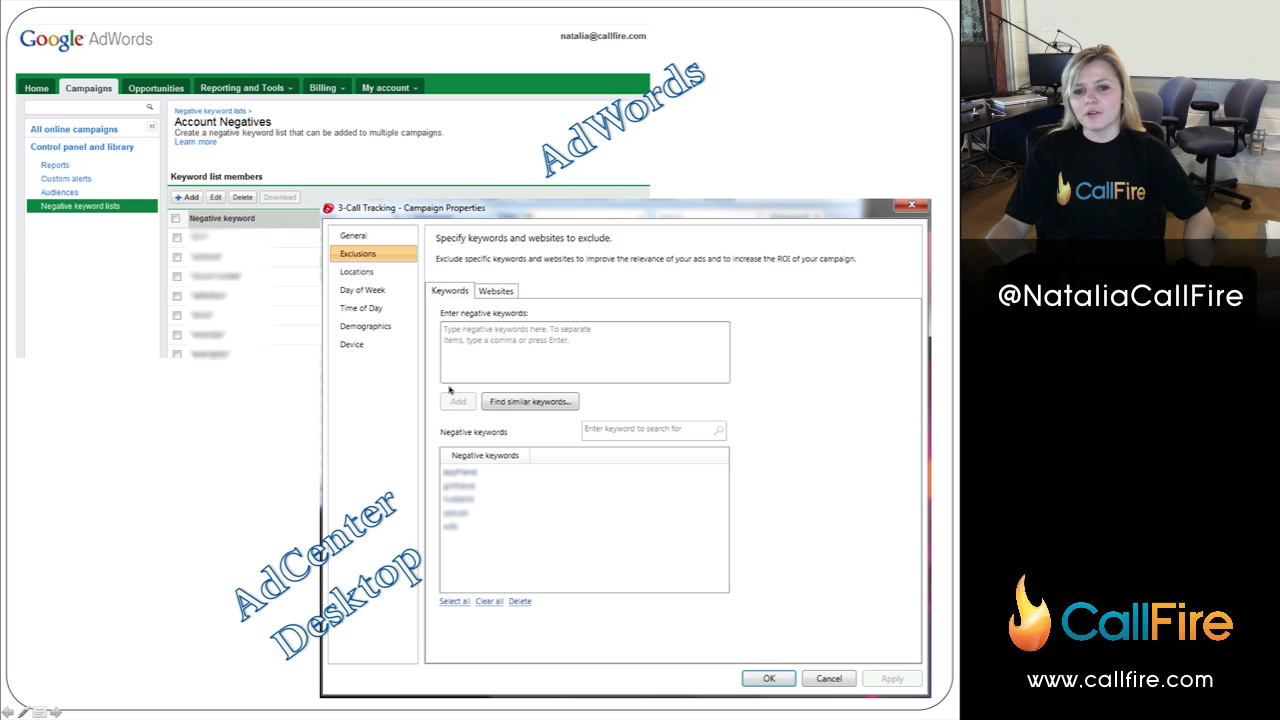 Google AdWords
natalia@callfire.com
Home Campaigns Opportunities Reporting and Tools Billing My account
Negative keyword lists >
Account Negatives
Create a negative keyword list that can be added to multiple campaigns.
Learn more
All online campaigns
Control panel and library
Reports
Custom alerts
Audiences
Negative keyword lists
Keyword list members
+ Add Edit Delete Download
Negative keyword
AdWords
3-Call Tracking - Campaign Properties
General
Exclusions
Locations
Day of Week
Time of Day
Demographics
Device
Specify keywords and websites to exclude.
Exclude specific keywords and websites to improve the relevance of your ads and to increase the ROI of your campaign.
Keywords Websites
Enter negative keywords:
Type negative keywords here. To separate
items, type a comma or press Enter.
Add Find similar keywords...
Negative keywords Enter keyword to search for
Negative keywords
Select all Clear all Delete
OK Cancel Apply
AdCenter
Desktop
CallFire
@NataliaCallFire
CallFire
www.callfire.com